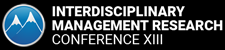 INTERDISCIPLINARY
MANAGEMENT RESEARCH
CONFERENCE XIII